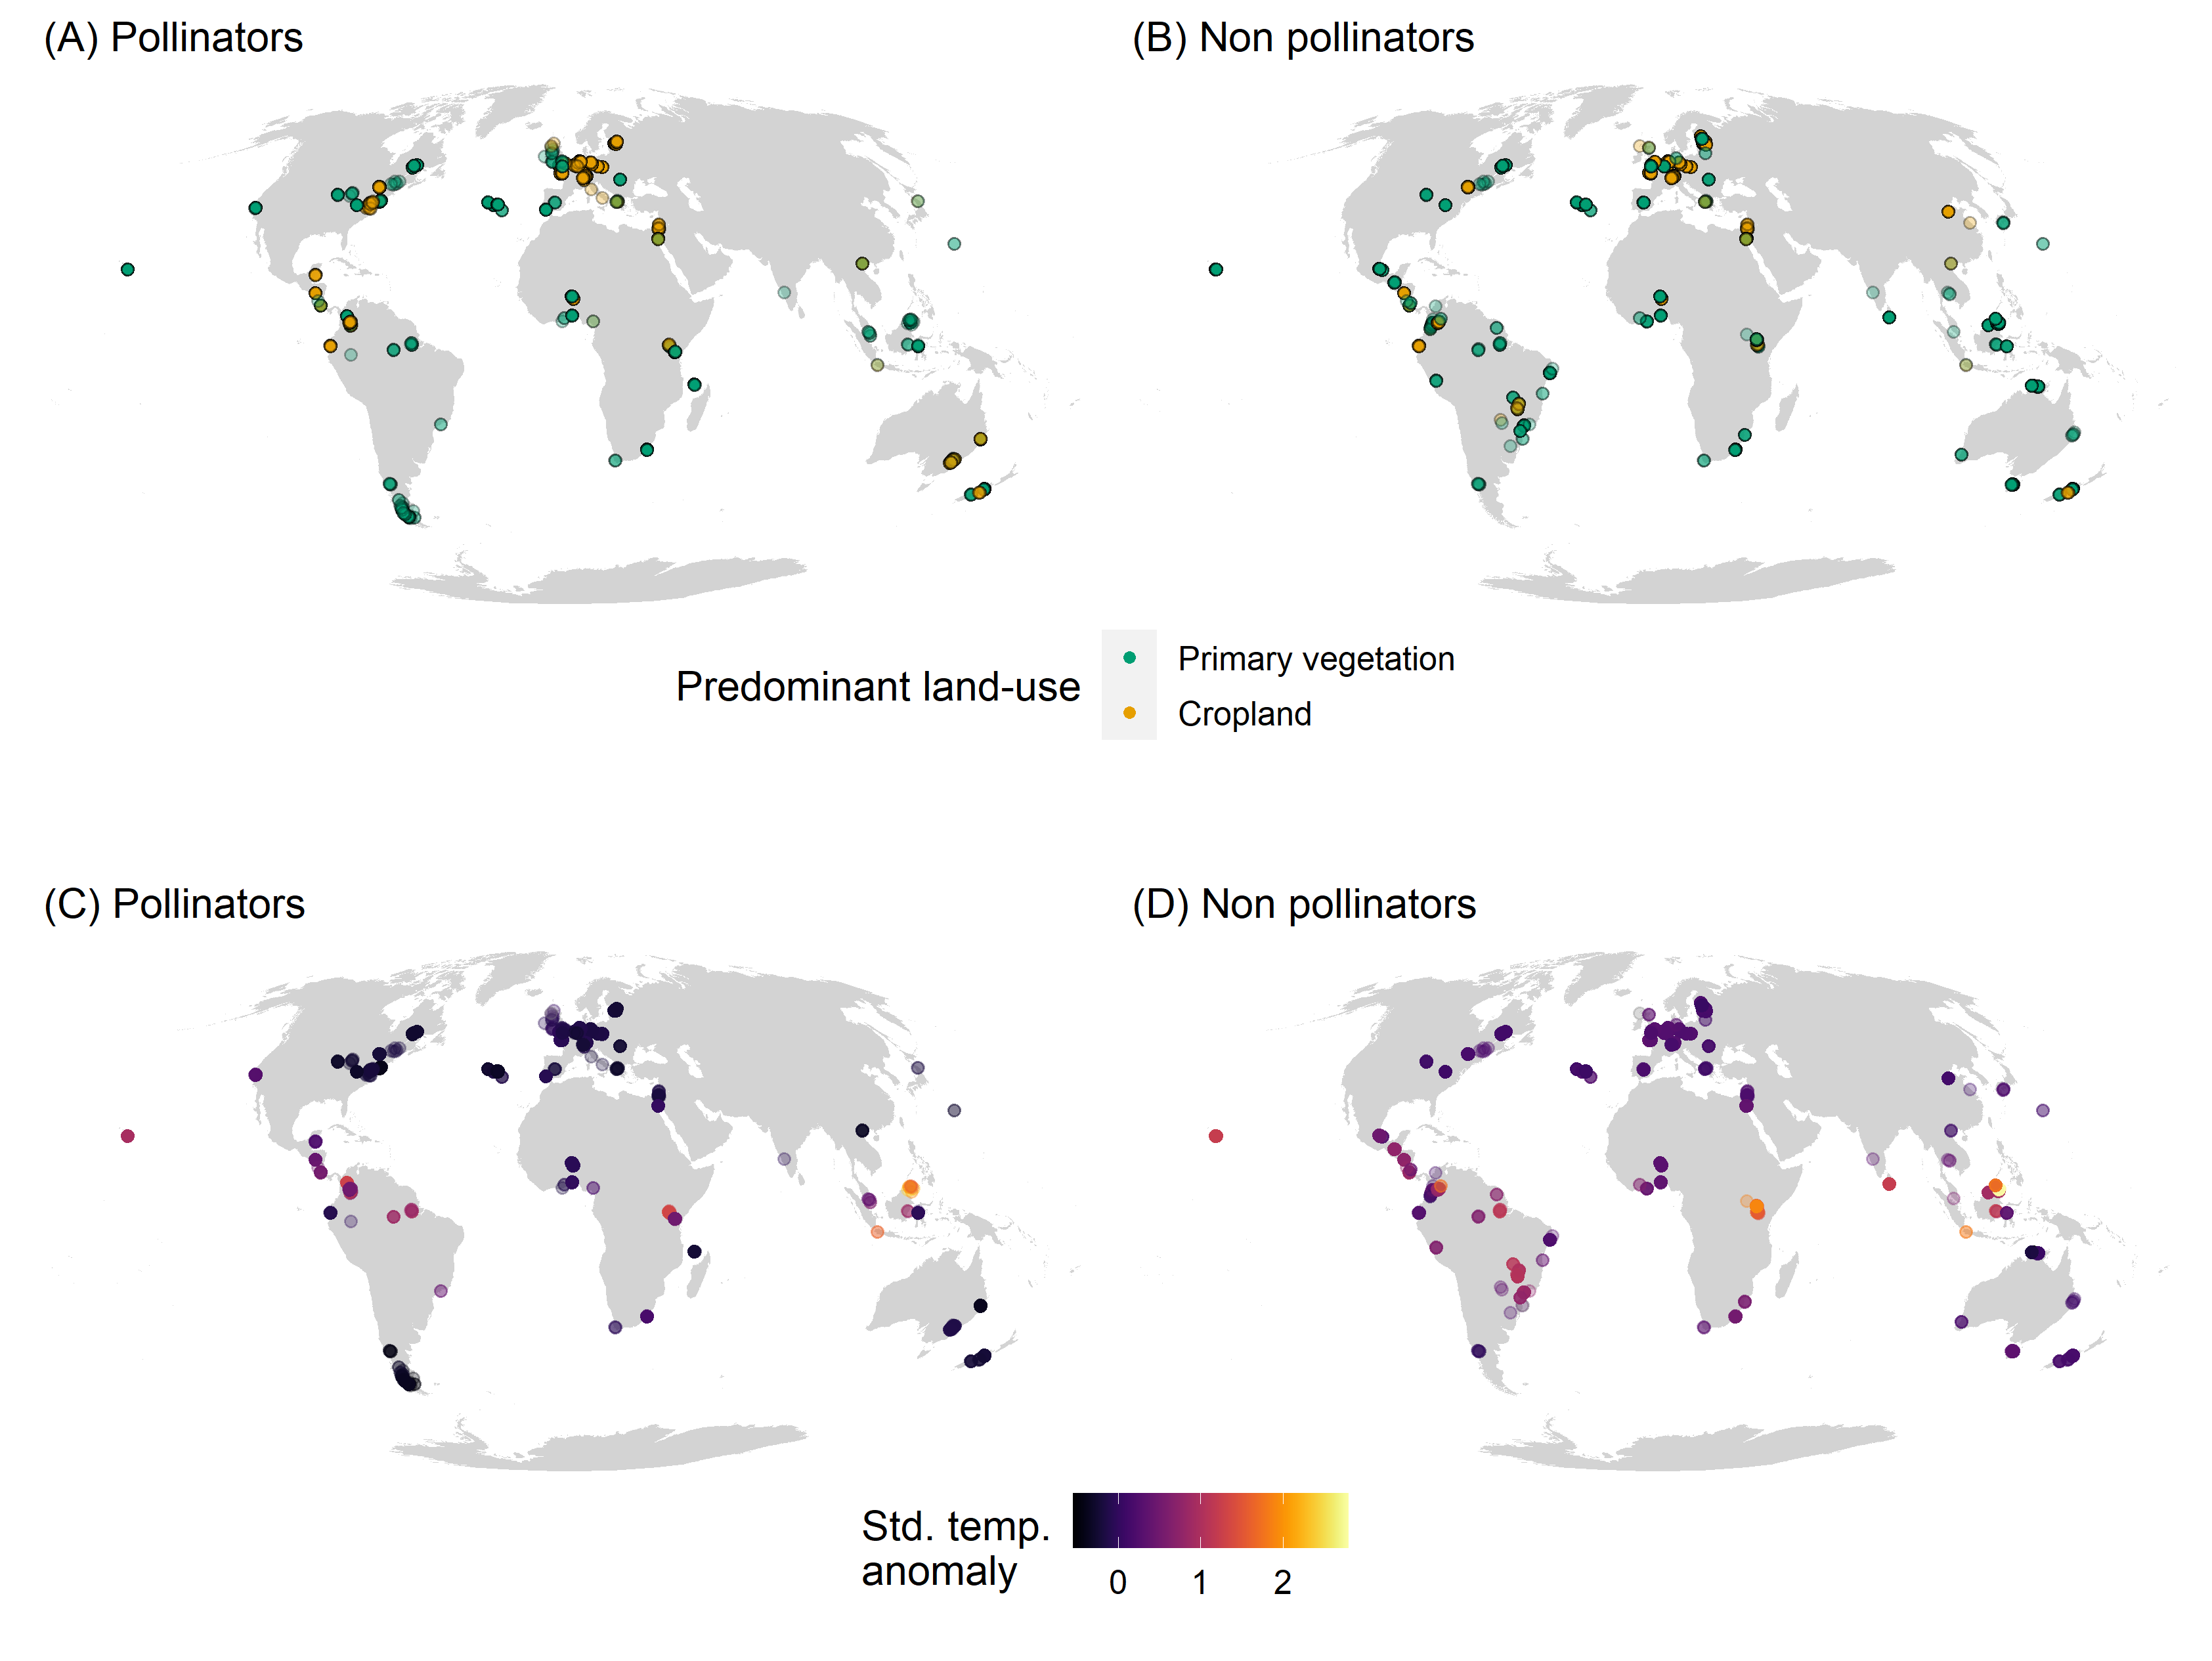 (A) Pollinators
(B) Non pollinators
Predominant land-use
Primary vegetation
Cropland
(C) Pollinators
(D) Non pollinators
Std. temp.
anomaly
0 1 2